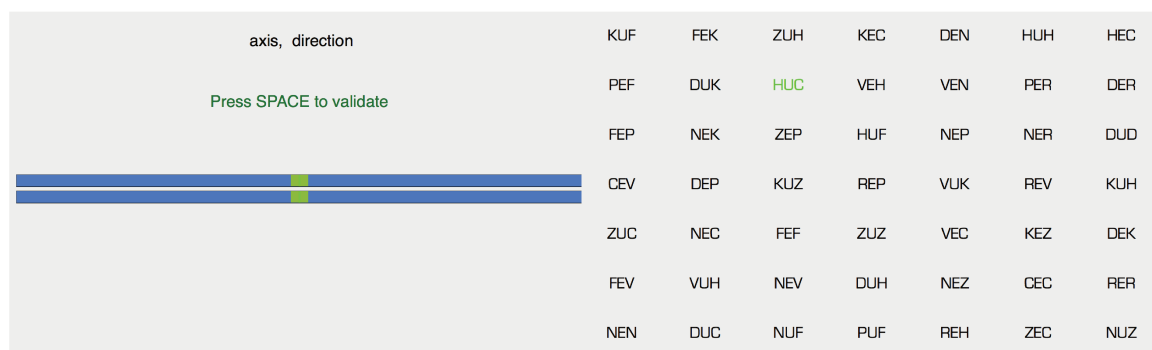 axis, direction
Press SPACE to validate
KUF FEK ZUH KEC DEN HUH HEC
PEF DUK HUC VEH VEN PER DER
FEP NEK ZEP HUF NEP NER DUD
CEV DEP KUZ REP VUK REV KUH
ZUC NEC FEF ZUZ VEC KEZ DEK
FEV VUH NEV DUH NEZ CEC RER
NEN DUC NUF PUF REH ZEC NUZ